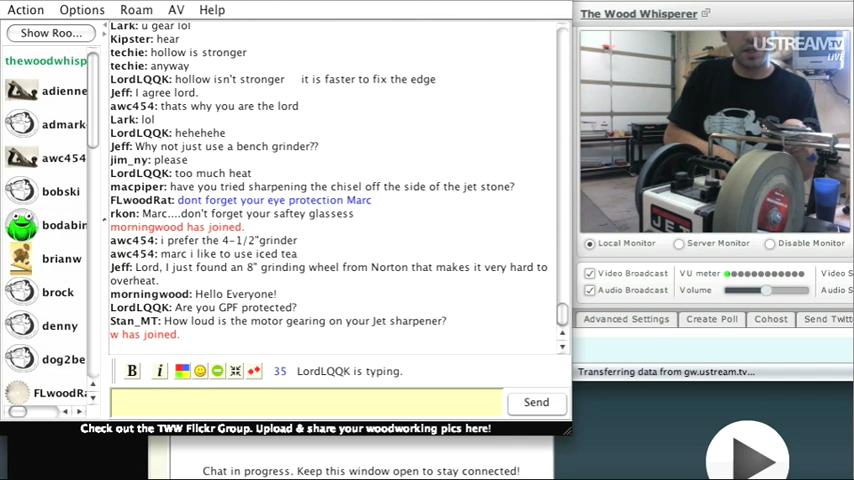 Action Options Roam AV Help
The Wood Whisperer
Show Roo...
thewoodwhisp
adienne
admark
awc454
bobski
bodabin
brianw
brock
denny
dog2be
FLwoodRa
Lark: u gear lol
Kipster: hear
techie: hollow is stronger
techie: anyway
LordLQQK: hollow isn't stronger it is faster to fix the edge
Jeff: I agree lord.
awc454: thats why you are the lord
Lark: lol
LordLQQK: hehehehe
Jeff: Why not just use a bench grinder??
jim_ny: please
LordLQQK: too much heat
macpiper: have you tried sharpening the chisel off the side of the jet stone?
FLwoodRat: dont forget your eye protection Marc
rkon: Marc....don't forget your saftey glassess
morningwood has joined.
awc454: i prefer the 4-1/2"grinder
awc454: marc i like to use iced tea
Jeff: Lord, I just found an 8" grinding wheel from Norton that makes it very hard to
overheat.
morningwood: Hello Everyone!
LordLQQK: Are you GPF protected?
Stan_MT: How loud is the motor gearing on your Jet sharpener?
w has joined.
B i 35 LordLQQK is typing.
Send
Check out the TWW Flickr Group. Upload & share your woodworking pics here!
Chat in progress. Keep this window open to stay connected!
USTREAM.TV
LIVE
JET
Local Monitor Server Monitor Disable Monitor
Video Broadcast VU meter Video S
Audio Broadcast Volume Audio S
Advanced Settings Create Poll Cohost Send Twitt
Transferring data from gw.ustream.tv...